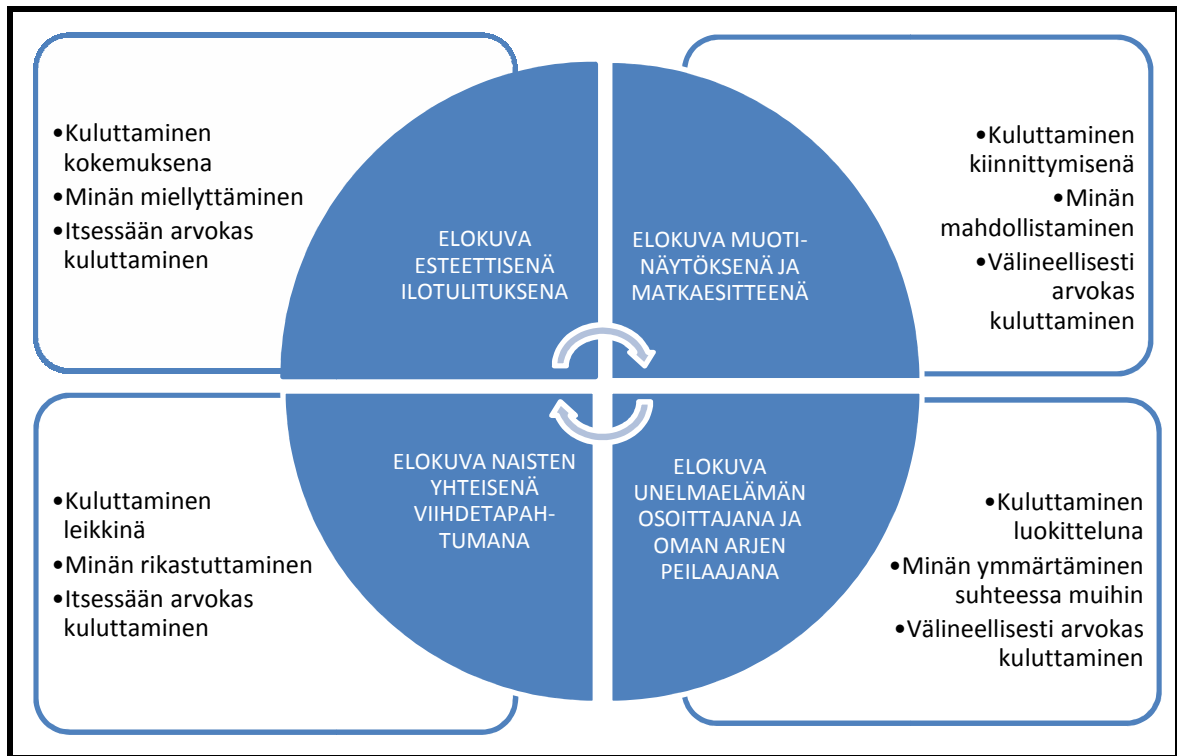 •Kuluttaminen
kokemuksena
•Minän miellyttäminen
•Itsessään arvokas
kuluttaminen
ELOKUVA
ESTEETTISENÄ
ILOTULITUKSENA
ELOKUVA MUOTI-
NÄYTÖKSENÄ JA
MATKAESITTEENÄ
•Kuluttaminen
kiinnittymisenä
•Minän
mahdollistaminen
•Välineellisesti
arvokas
kuluttaminen
•Kuluttaminen
leikkinä
•Minän rikastuttaminen
•Itsessään arvokas
kuluttaminen
ELOKUVA NAISTEN
YHTEISENÄ
VIIHDETAPAH-
TUMANA
ELOKUVA
UNELMAELÄMÄN
OSOITTAJANA JA
OMAN ARJEN
PEILAAJANA
•Kuluttaminen
luokitteluna
•Minän ymmärtäminen
suhteessa muihin
•Välineellisesti arvokas
kuluttaminen